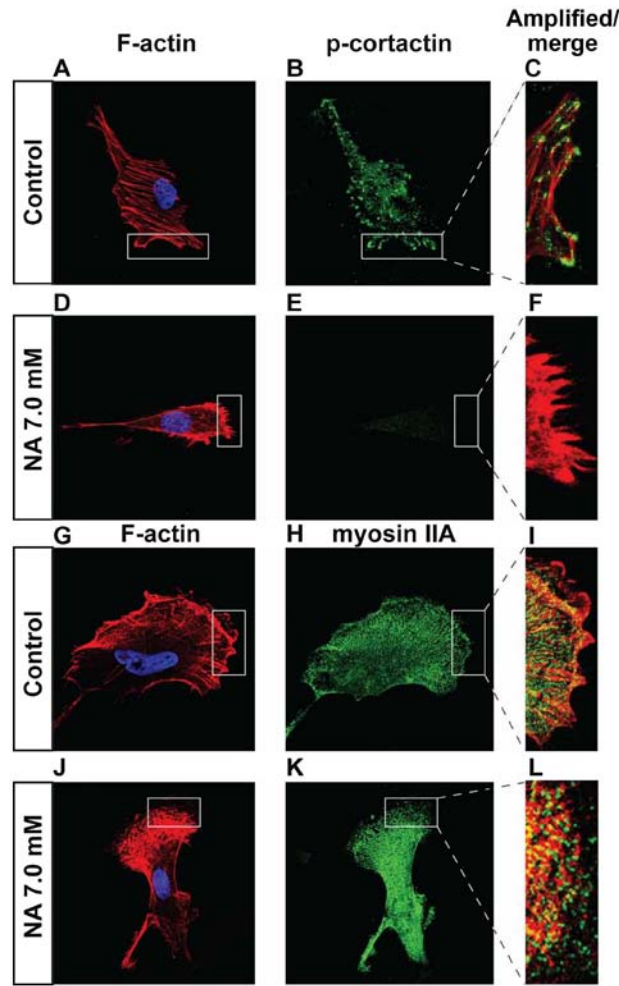 F-actin
p-cortactin
Amplified/
merge
A
B
C
Control
D
E
F
NA 7.0 mM
G
F-actin
H
myosin IIA
I
Control
J
K
L
NA 7.0 mM